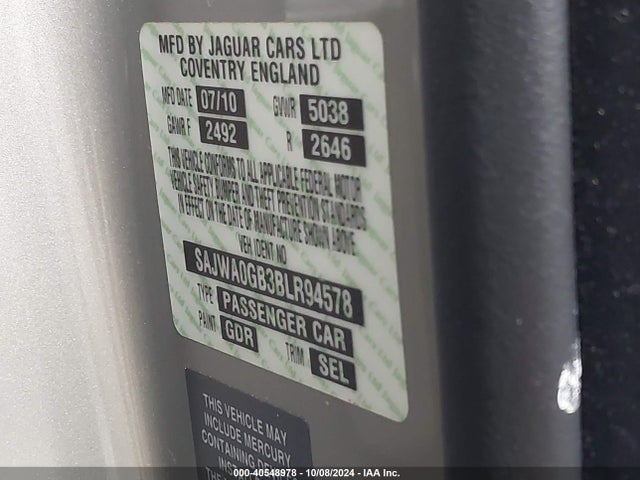 MFD BY JAGUAR CARS LTD
COVENTRY ENGLAND
MFD DATE 07/10 GVWR 5038
GAWR F 2492 R 2646
THIS VEHICLE CONFORMS TO ALL APPLICABLE FEDERAL MOTOR
VEHICLE SAFETY BUMPER AND THEFT PREVENTION STANDARDS
IN EFFECT ON THE DATE OF MANUFACTURE SHOWN ABOVE
VEH IDENT NO
SAJWA0GB3BLR94578
TYPE PASSENGER CAR
PAINT GDR TRIM SEL
THIS VEHICLE MAY
INCLUDE MERCURY
CONTAINING
©40548978 - 10/08/2024 - IAA Inc.